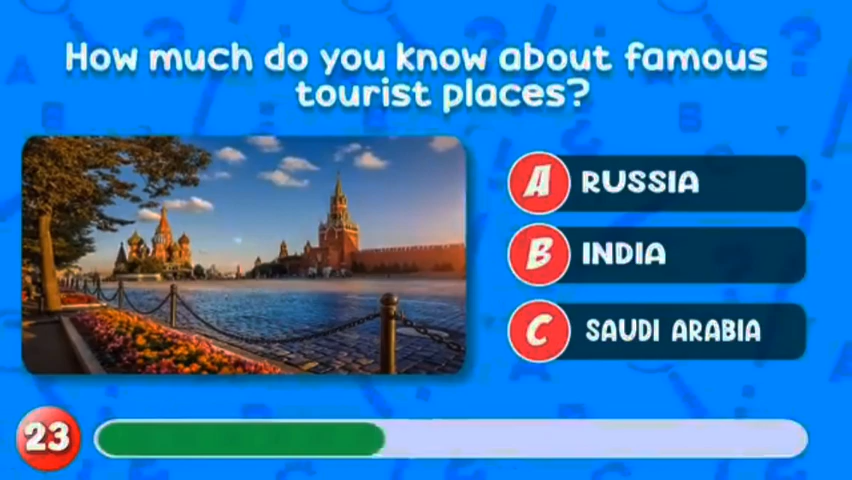 How much do you know about famous
tourist places?
A RUSSIA
B INDIA
C SAUDI ARABIA
23